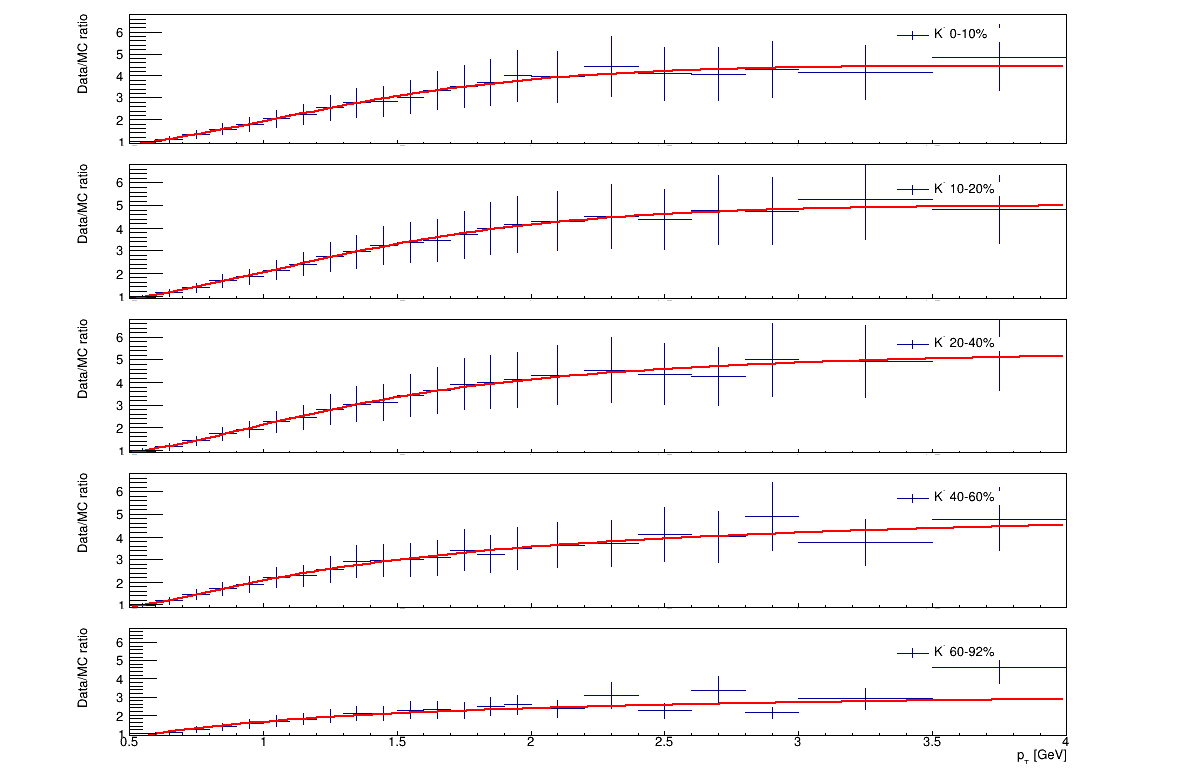 Data/MC ratio
6
5
4
3
2
1
K⁻ 0-10%
Data/MC ratio
6
5
4
3
2
1
K⁻ 10-20%
Data/MC ratio
6
5
4
3
2
1
K⁻ 20-40%
Data/MC ratio
6
5
4
3
2
1
K⁻ 40-60%
Data/MC ratio
6
5
4
3
2
1
K⁻ 60-92%
0.5 1 1.5 2 2.5 3 3.5 4
p_T [GeV]